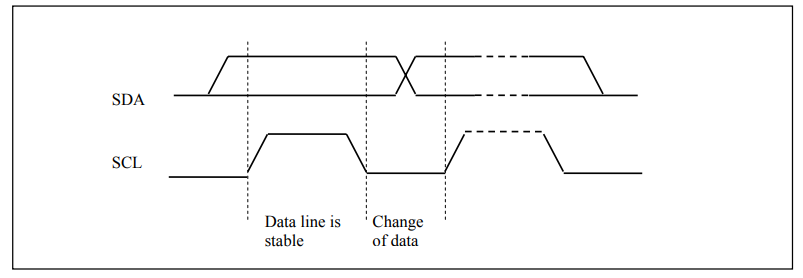 SDA
SCL
Data line is
stable
Change
of data